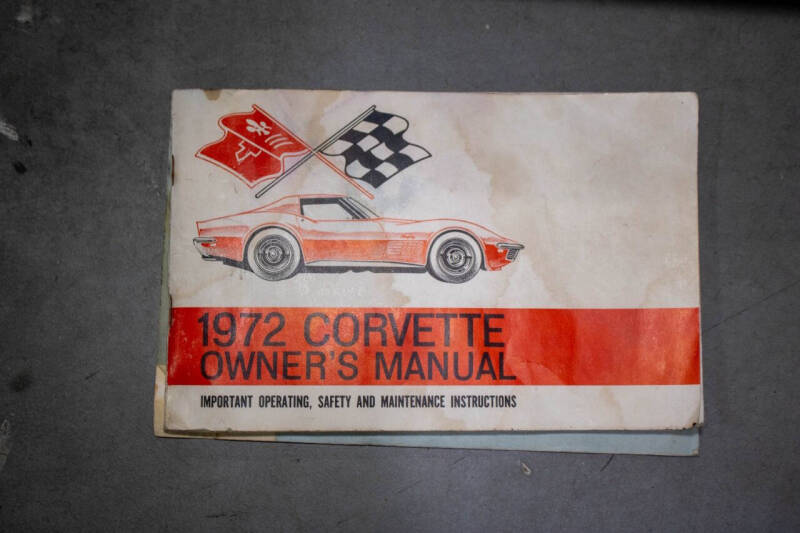 1972 CORVETTE
OWNER'S MANUAL
IMPORTANT OPERATING, SAFETY AND MAINTENANCE INSTRUCTIONS